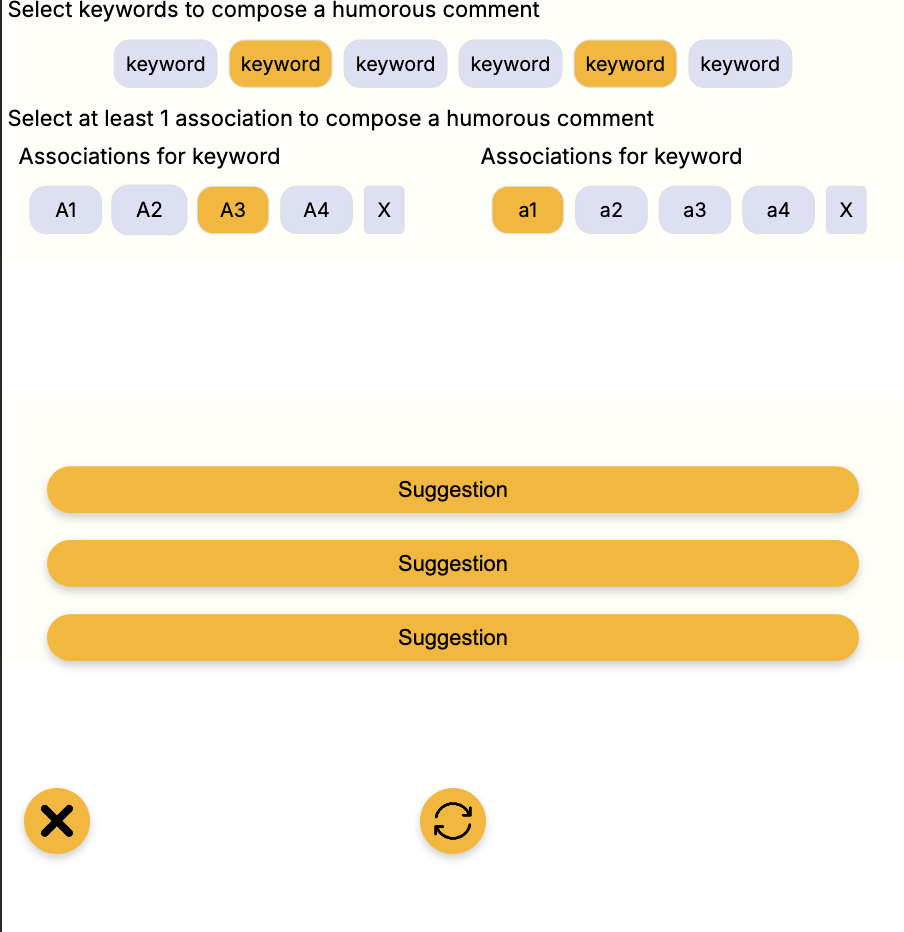 Select keywords to compose a humorous comment
keyword keyword keyword keyword keyword keyword
Select at least 1 association to compose a humorous comment
Associations for keyword Associations for keyword
A1 A2 A3 A4 X a1 a2 a3 a4 X
Suggestion
Suggestion
Suggestion